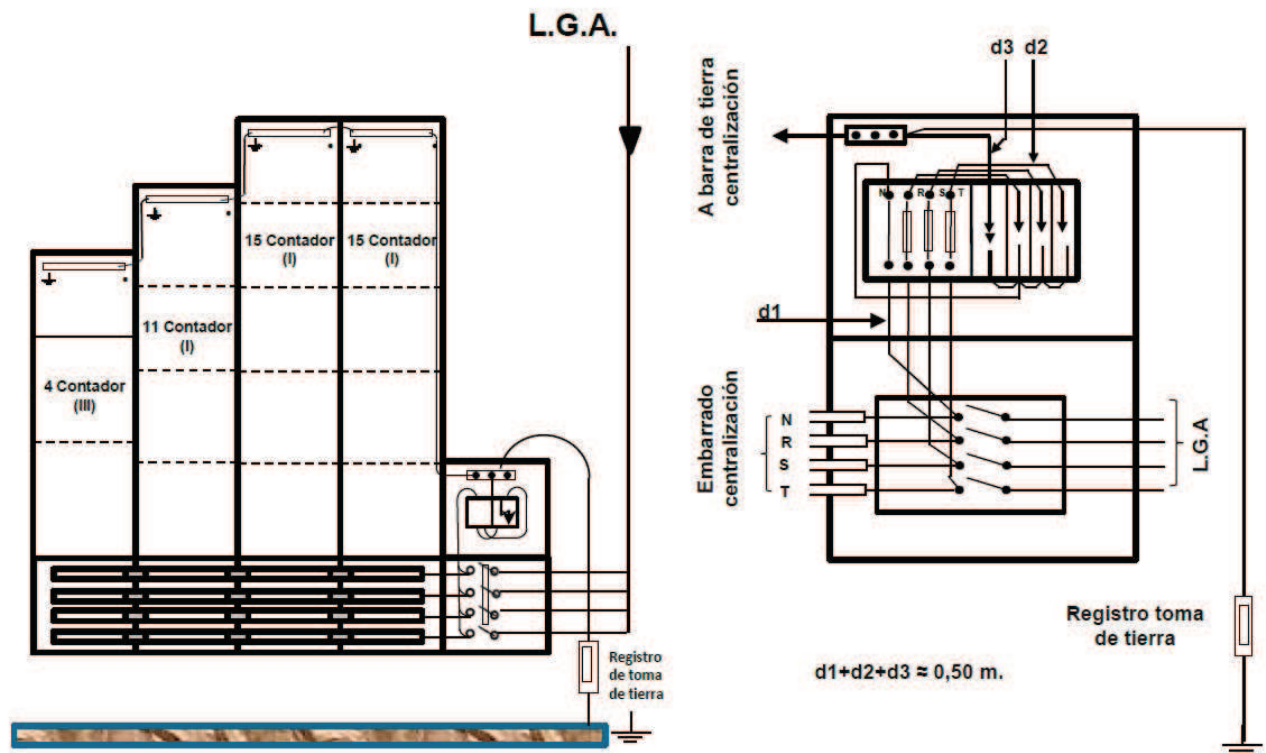 L.G.A.
15 Contador
(I)
15 Contador
(I)
11 Contador
(I)
4 Contador
(III)
Registro
de toma
de tierra
d3 d2
A barra de tierra
centralización
N R S T
d1
Embarrado
centralización
N
R
S
T
L.G.A
Registro toma
de tierra
d1+d2+d3 ≈ 0,50 m.